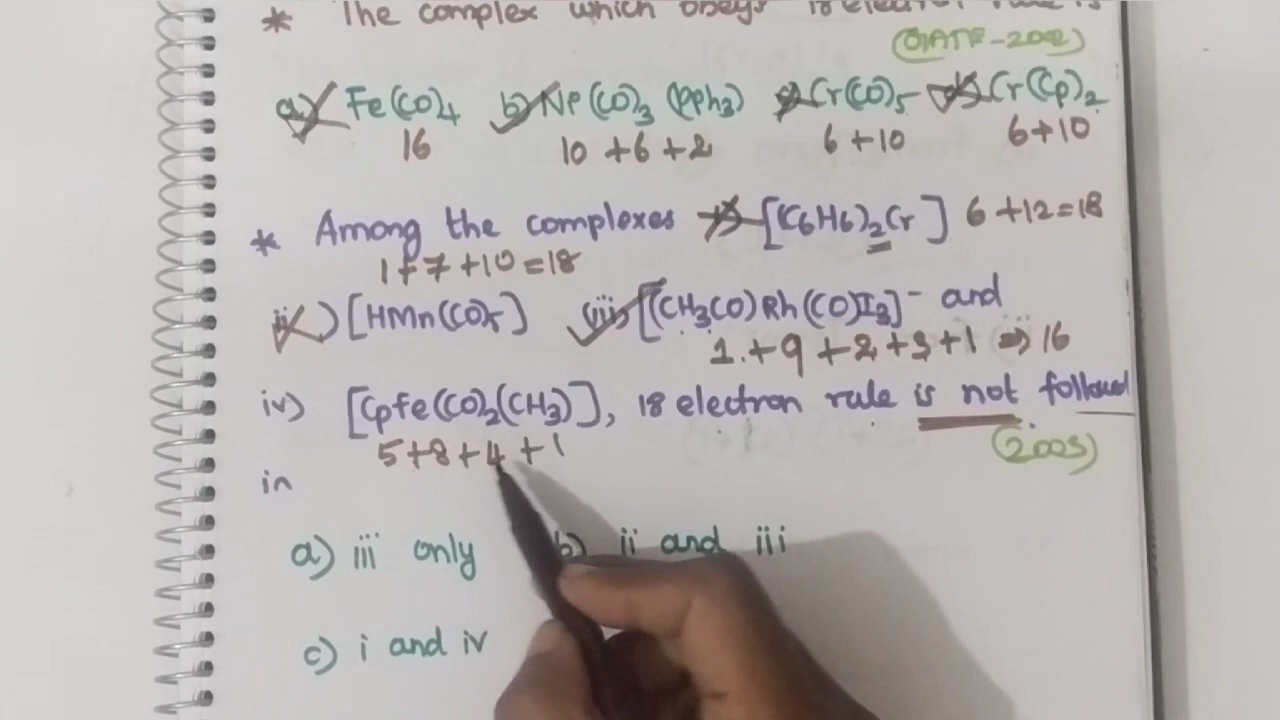 * The complex which obeys 18 electron rule is
(GATE-2002)
a) Fe(CO)4 b) Ni(CO)3 (PPh3) c) Cr(CO)5 d) Cr(Cp)2
16 10 +6 +2 6 +10 6+10
* Among the complexes i) [(C6H6)2Cr] 6 +12=18
1+7+10=18
ii) [HMn(CO)5] iii) [(CH3CO)Rh(CO)I3]- and
1+9+2+3+1 ⇒ 16
iv) [CpFe(CO)2(CH3)], 18 electron rule is not followed
5+8+4+1 (2005)
in
a) iii only b) ii and iii
c) i and iv